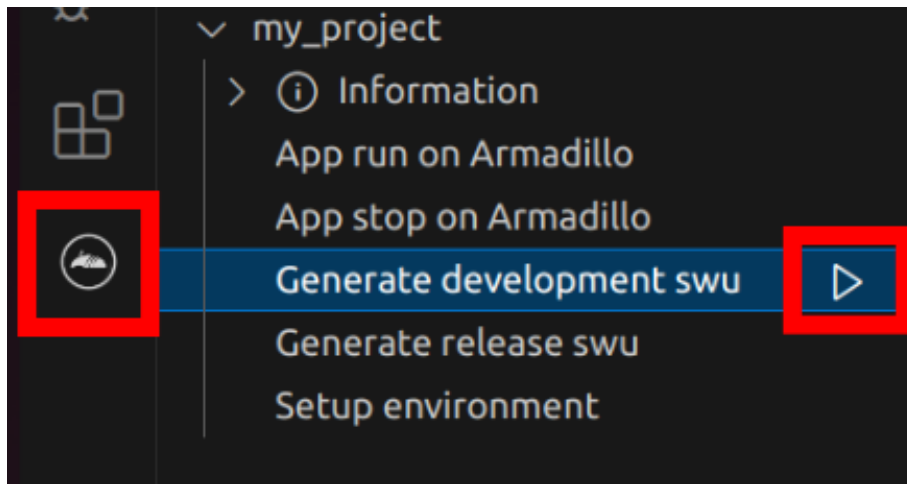 my_project
Information
App run on Armadillo
App stop on Armadillo
Generate development swu
Generate release swu
Setup environment